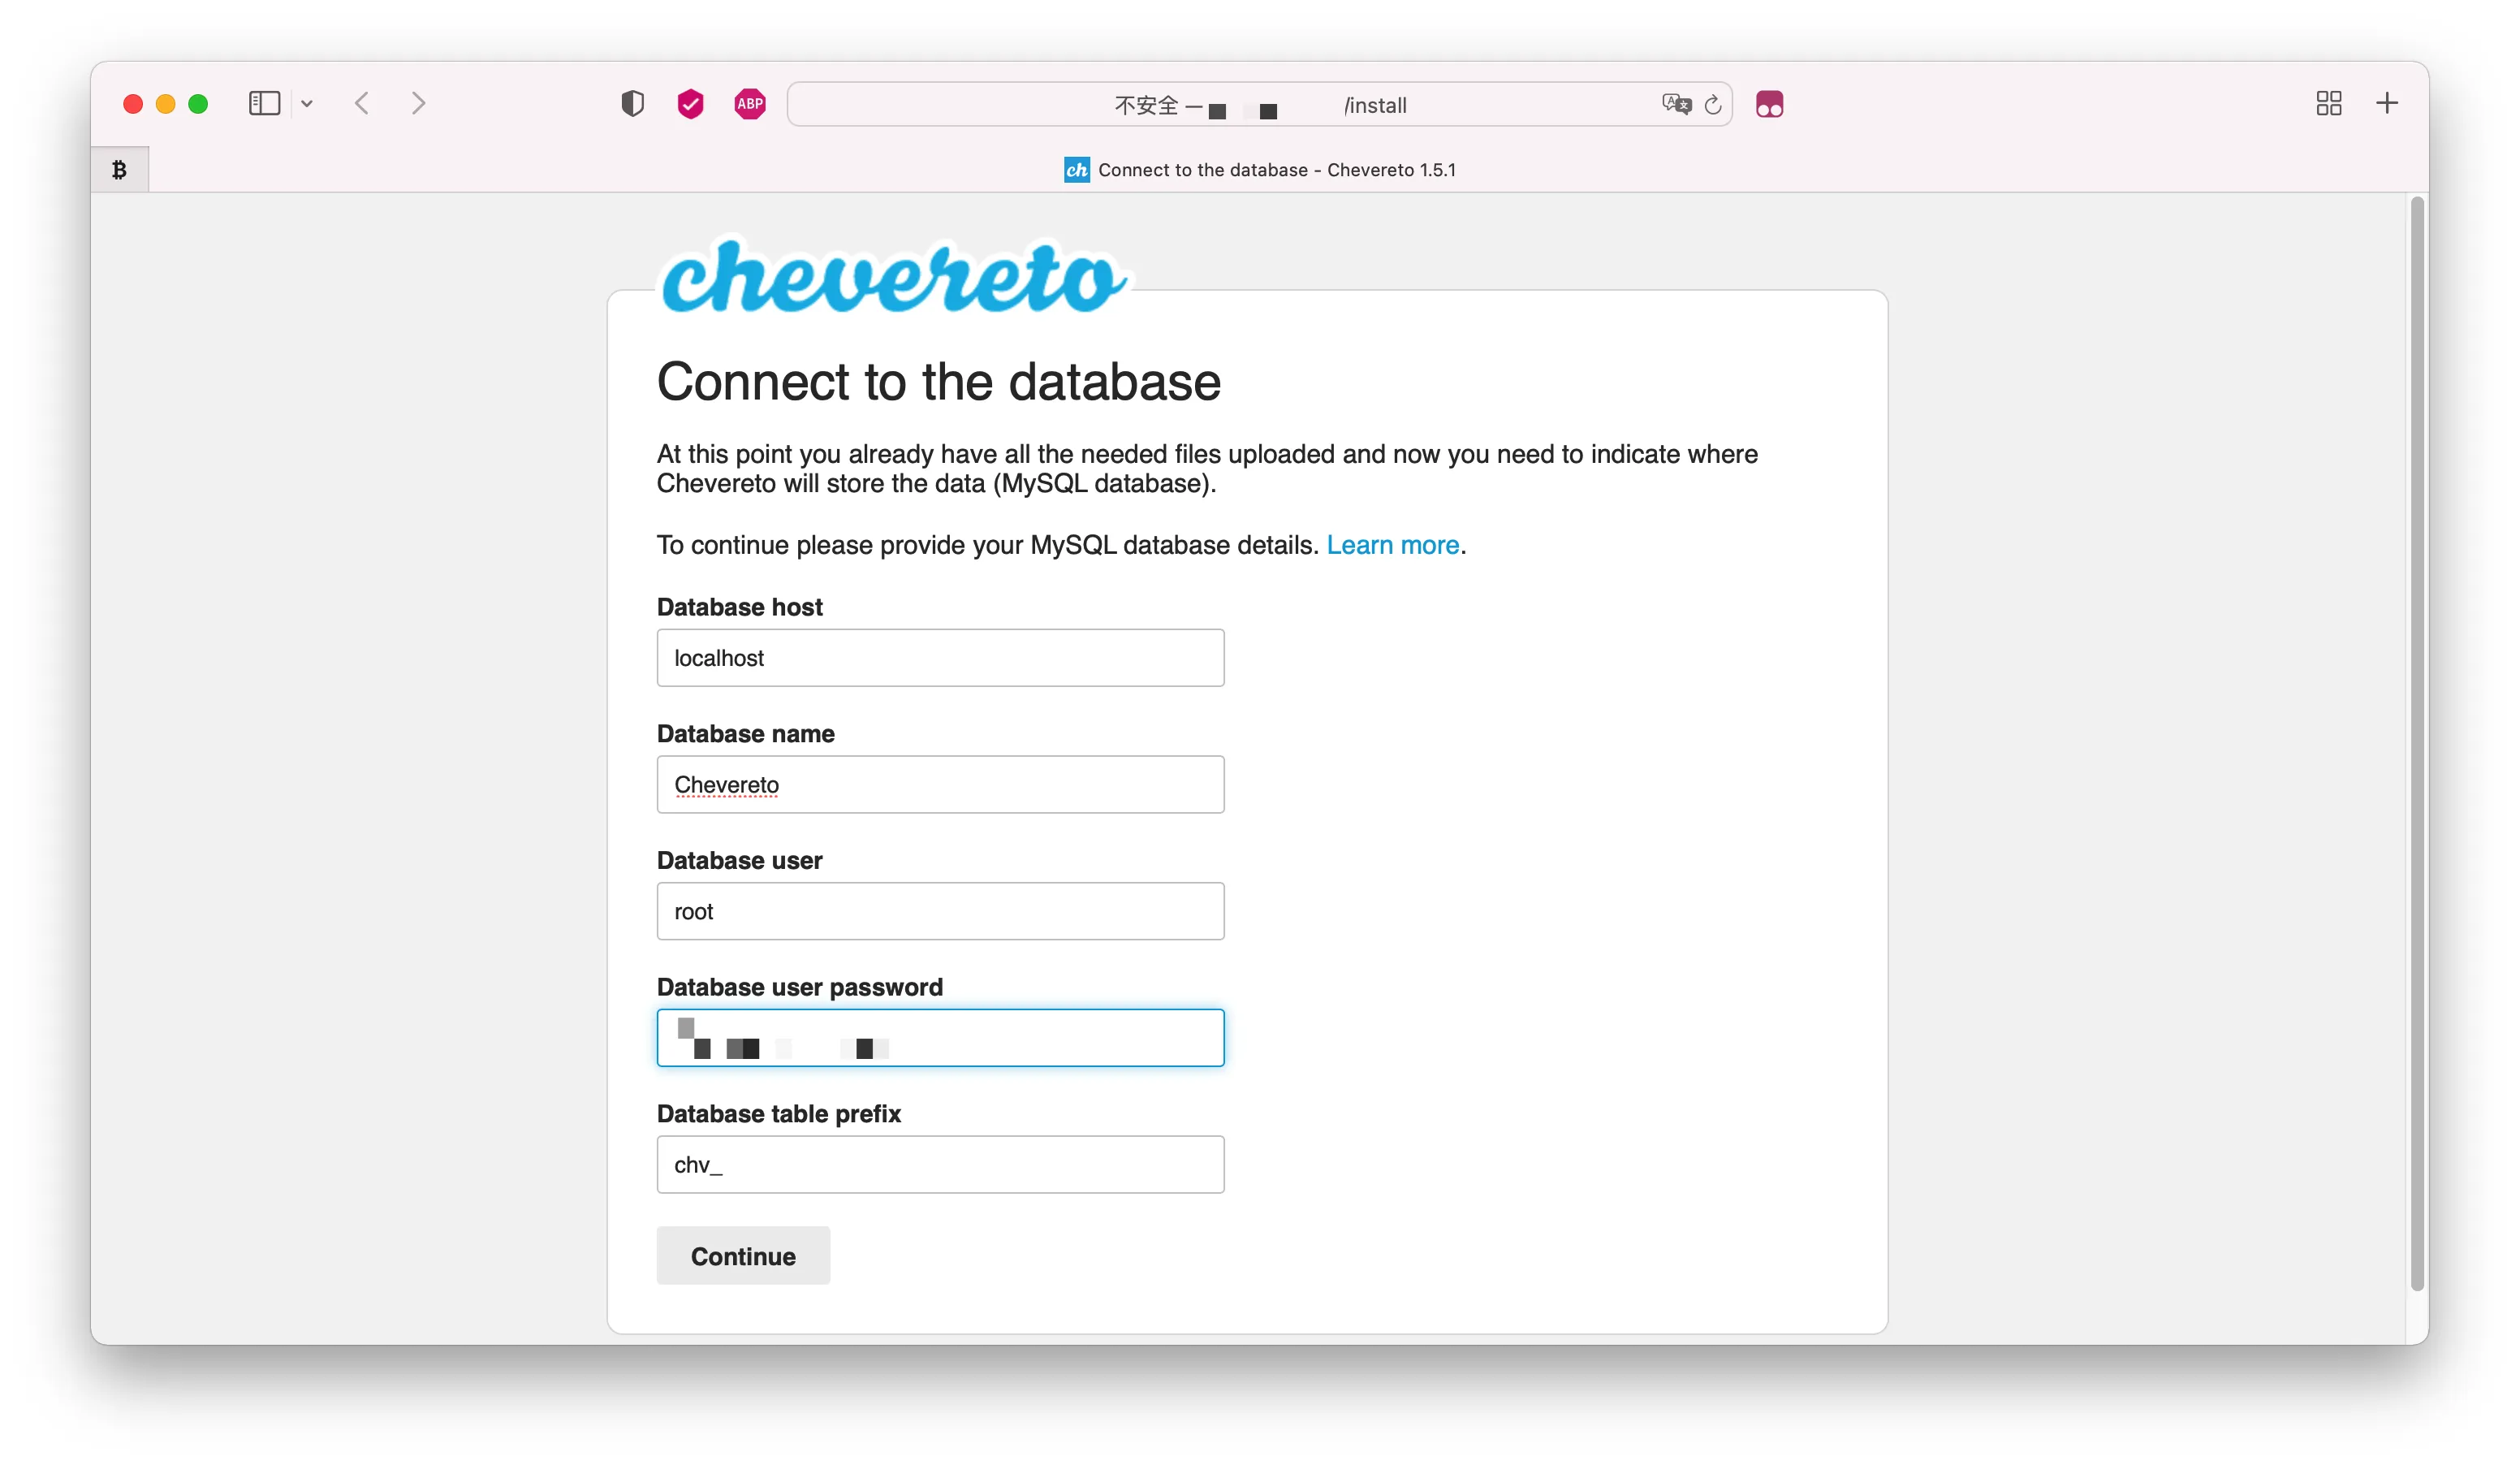 ABP
不安全 — /install
ch Connect to the database - Chevereto 1.5.1
chevereto
Connect to the database
At this point you already have all the needed files uploaded and now you need to indicate where
Chevereto will store the data (MySQL database).
To continue please provide your MySQL database details. Learn more.
Database host
localhost
Database name
Chevereto
Database user
root
Database user password
Database table prefix
chv_
Continue